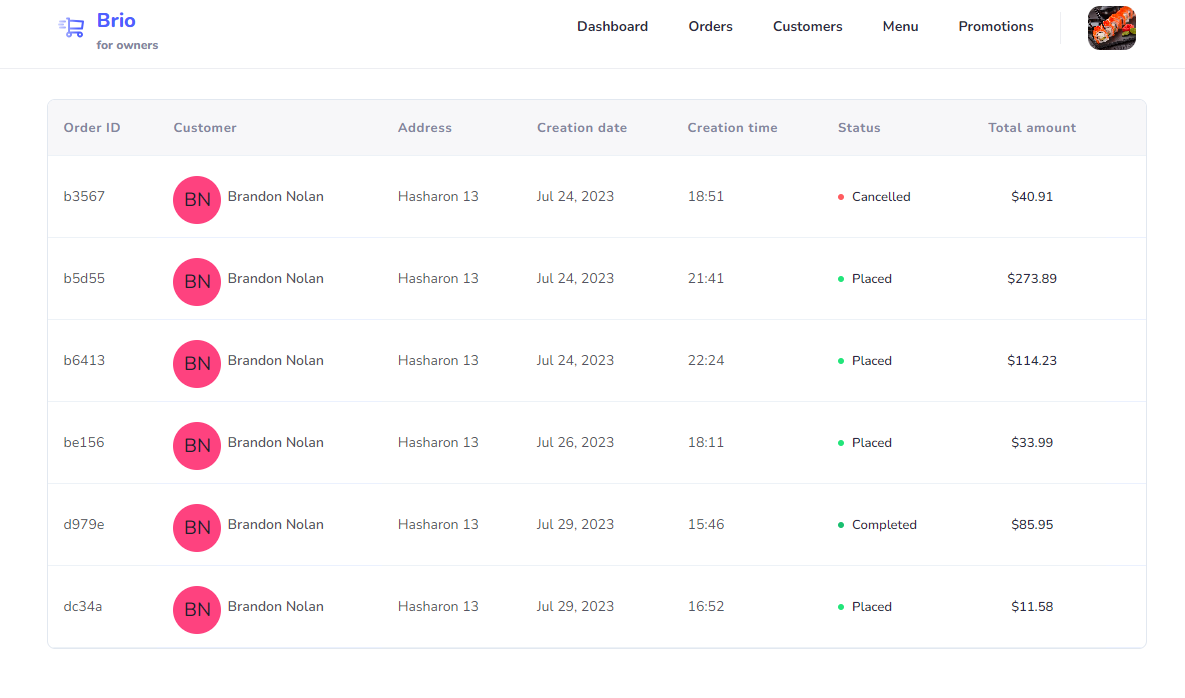 Brio
for owners
Dashboard Orders Customers Menu Promotions
Order ID Customer Address Creation date Creation time Status Total amount
b3567 BN Brandon Nolan Hasharon 13 Jul 24, 2023 18:51 Cancelled $40.91
b5d55 BN Brandon Nolan Hasharon 13 Jul 24, 2023 21:41 Placed $273.89
b6413 BN Brandon Nolan Hasharon 13 Jul 24, 2023 22:24 Placed $114.23
be156 BN Brandon Nolan Hasharon 13 Jul 26, 2023 18:11 Placed $33.99
d979e BN Brandon Nolan Hasharon 13 Jul 29, 2023 15:46 Completed $85.95
dc34a BN Brandon Nolan Hasharon 13 Jul 29, 2023 16:52 Placed $11.58